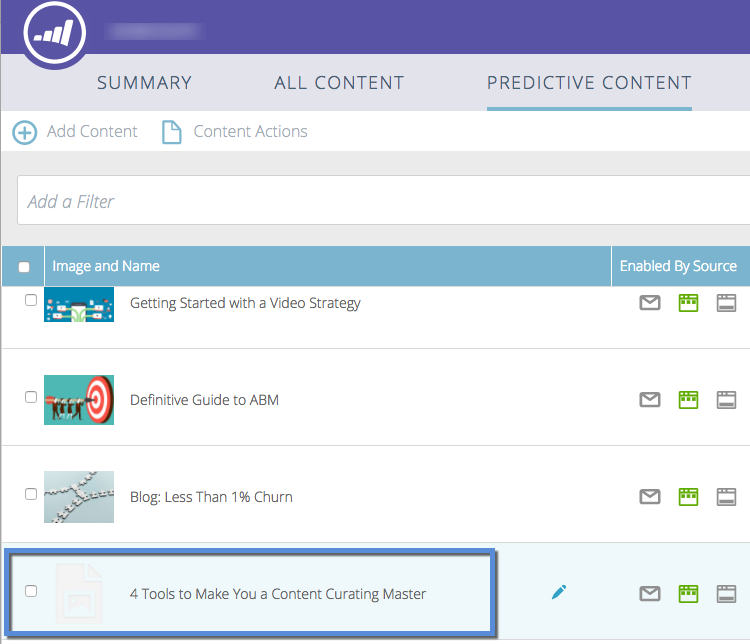 SUMMARY ALL CONTENT PREDICTIVE CONTENT
Add Content Content Actions
Add a Filter
Image and Name Enabled By Source
Getting Started with a Video Strategy
Definitive Guide to ABM
Blog: Less Than 1% Churn
4 Tools to Make You a Content Curating Master